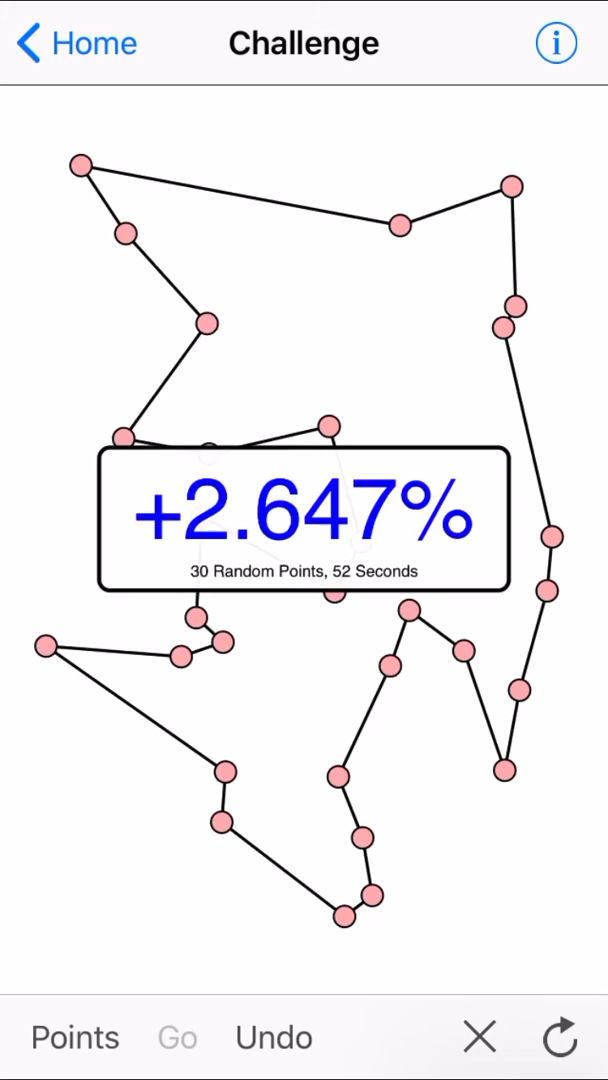 Home
Challenge
i
+2.647%
30 Random Points, 52 Seconds
Points
Go
Undo